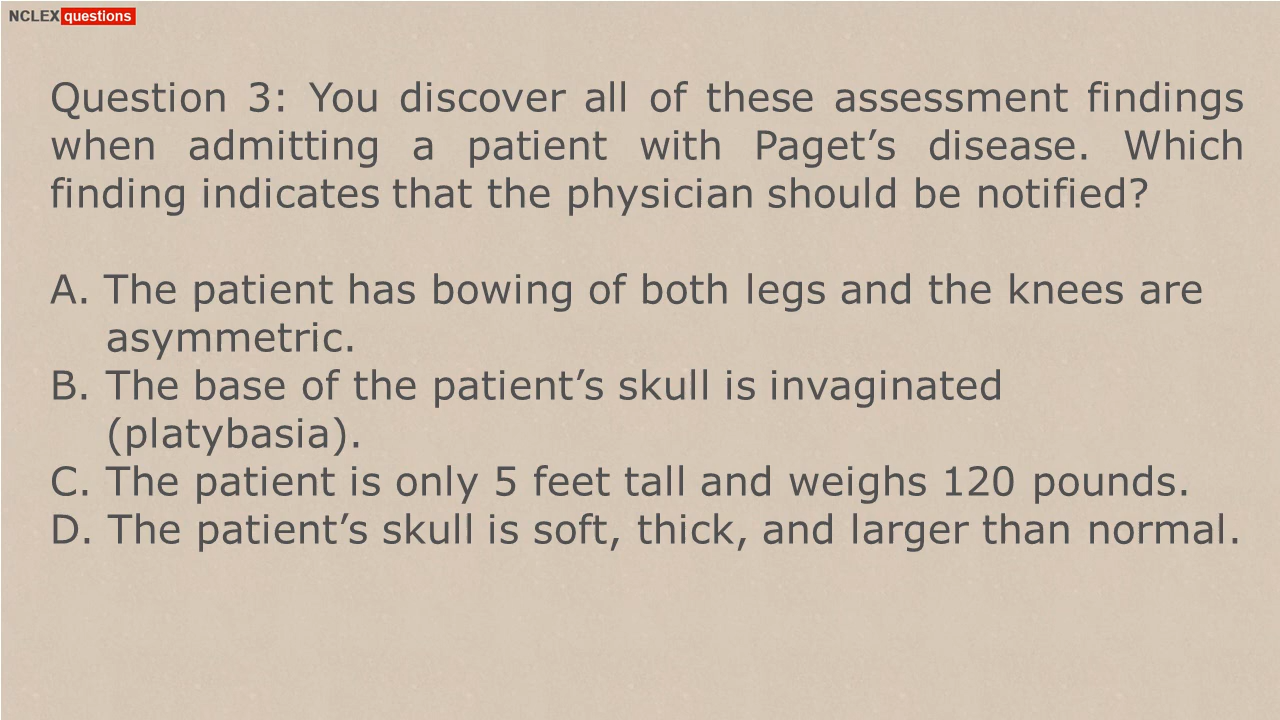 NCLEX questions
Question 3: You discover all of these assessment findings
when admitting a patient with Paget’s disease. Which
finding indicates that the physician should be notified?
A. The patient has bowing of both legs and the knees are
asymmetric.
B. The base of the patient’s skull is invaginated
(platybasia).
C. The patient is only 5 feet tall and weighs 120 pounds.
D. The patient’s skull is soft, thick, and larger than normal.